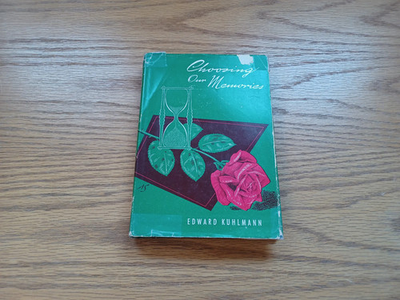 Choosing
Our Memories
EDWARD KUHLMANN